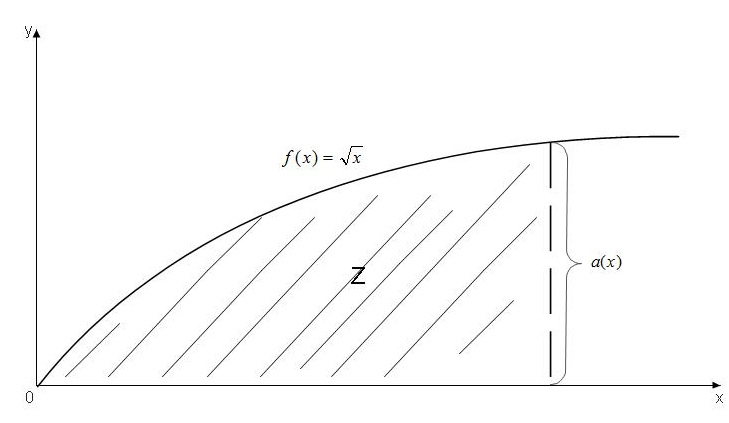 y
f(x) = √x
Z
a(x)
0
x